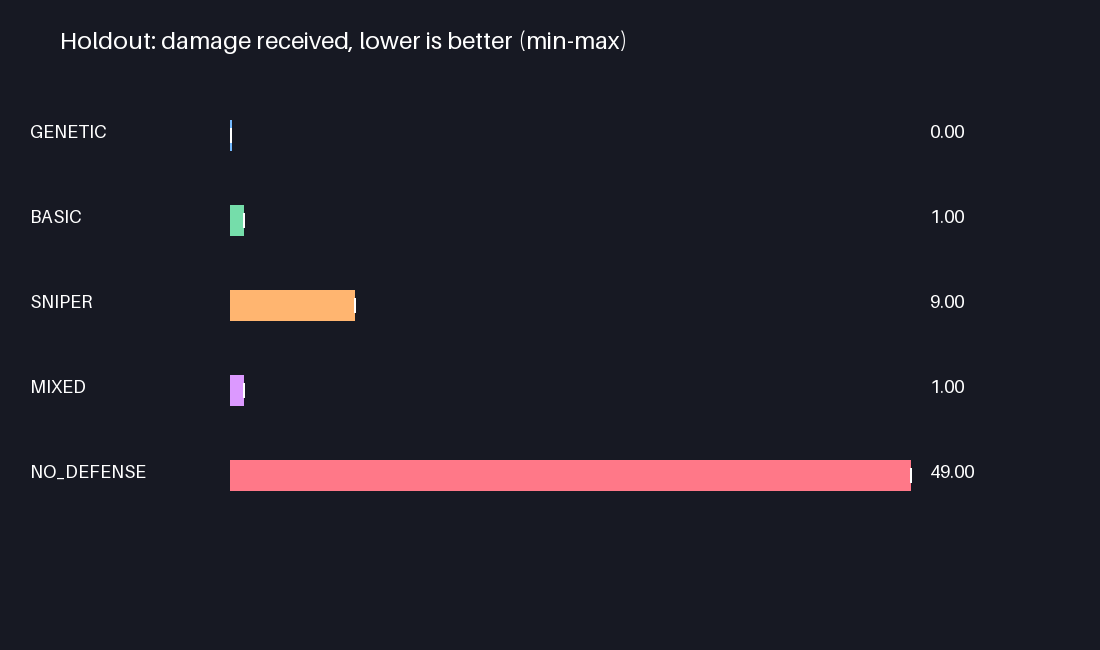 Holdout: damage received, lower is better (min-max)
GENETIC 0.00
BASIC 1.00
SNIPER 9.00
MIXED 1.00
NO_DEFENSE 49.00